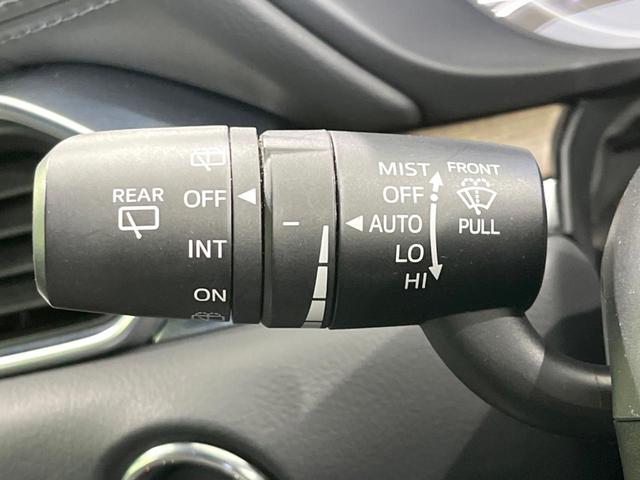 REAR
OFF
INT
ON
MIST
OFF
AUTO
LO
HI
FRONT
PULL